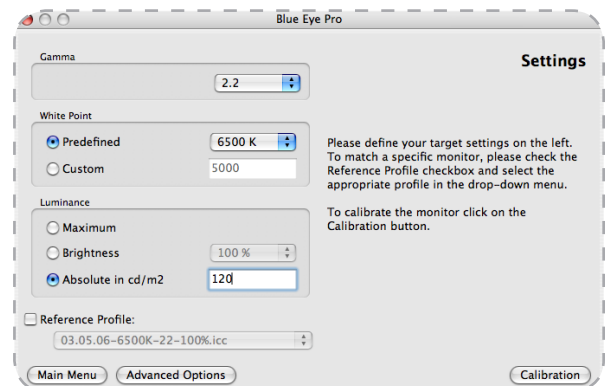 Blue Eye Pro
Settings
Gamma
2.2
White Point
Predefined
6500 K
Custom
5000
Luminance
Maximum
Brightness
100 %
Absolute in cd/m2
120
Reference Profile:
03.05.06-6500K-22-100%.icc
Please define your target settings on the left.
To match a specific monitor, please check the
Reference Profile checkbox and select the
appropriate profile in the drop-down menu.
To calibrate the monitor click on the
Calibration button.
Main Menu
Advanced Options
Calibration